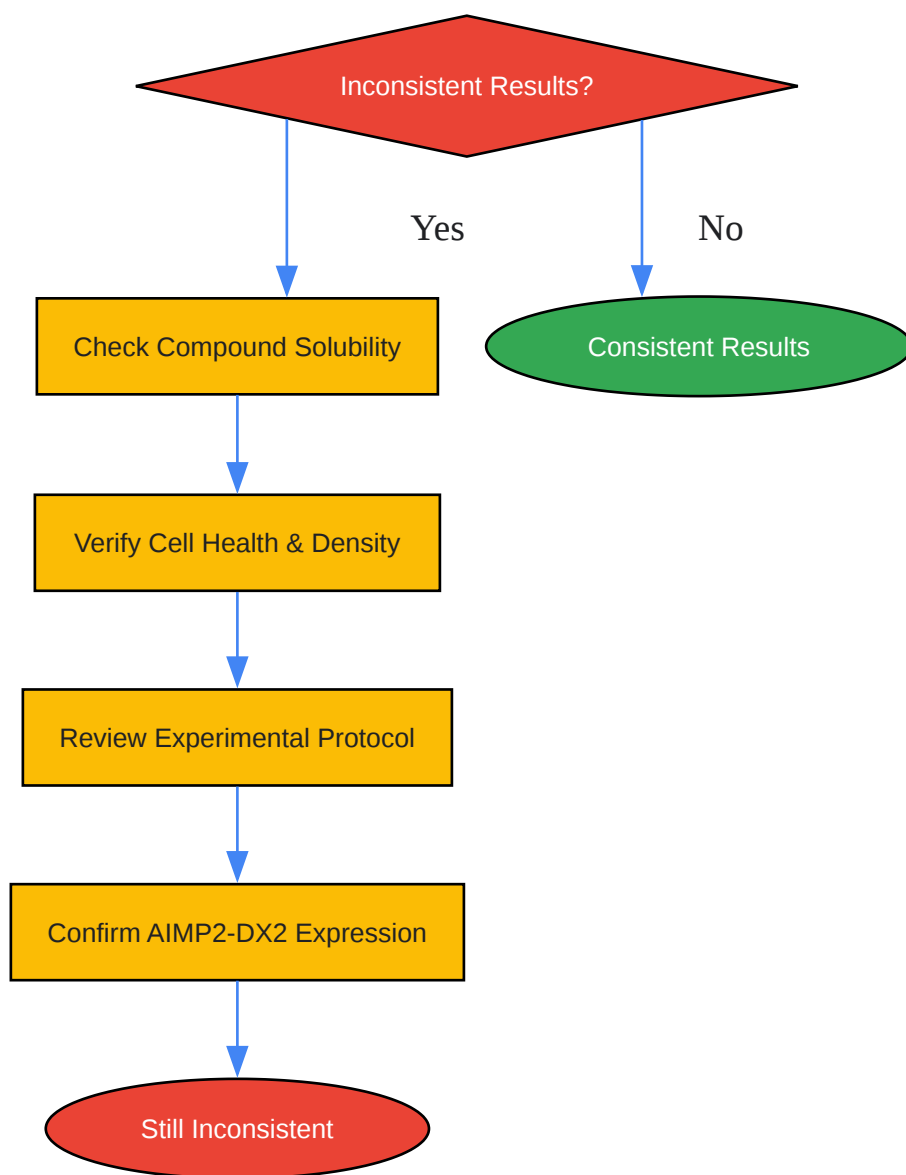 Inconsistent Results?
Yes
No
Check Compound Solubility
Consistent Results
Verify Cell Health & Density
Review Experimental Protocol
Confirm AIMP2-DX2 Expression
Still Inconsistent